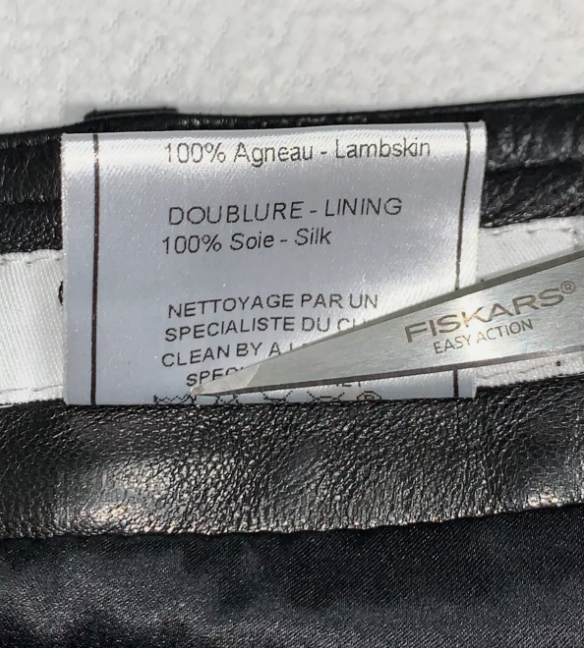 100% Agneau - Lambskin
DOUBLURE - LINING
100% Soie - Silk
NETTOYAGE PAR UN
SPECIALISTE DU
CLEAN BY A
FISKARS®
EASY ACTION